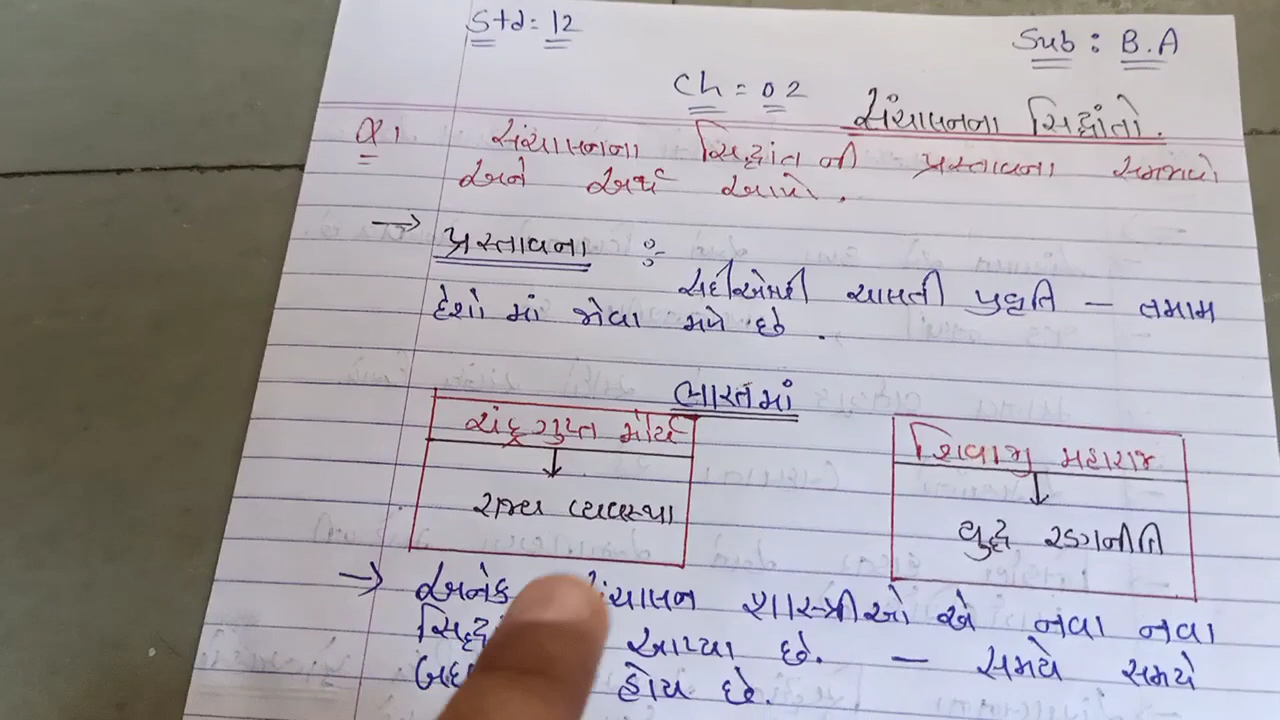 Std = 12
Sub : B.A
Ch = 02 સંચાલનના સિદ્ધાંતો.
Q1 સંચાલનના સિદ્ધાંત ની પ્રસ્તાવના સમજાવો
અને અર્થ આપો.
→ પ્રસ્તાવના :-
સદીઓથી ચાલતી પ્રવૃતિ – તમામ
દેશો માં જોવા મળે છે.
ભારતમાં
ચંદ્રગુપ્ત મૌર્ય
↓
રાજ્ય વ્યવસ્થા
શિવાજી મહારાજ
↓
યુદ્ધ રણનીતિ
→ અનેક સંચાલન શાસ્ત્રીઓ એ નવા નવા
આપ્યા છે. – સમયે સમયે
હોય છે.